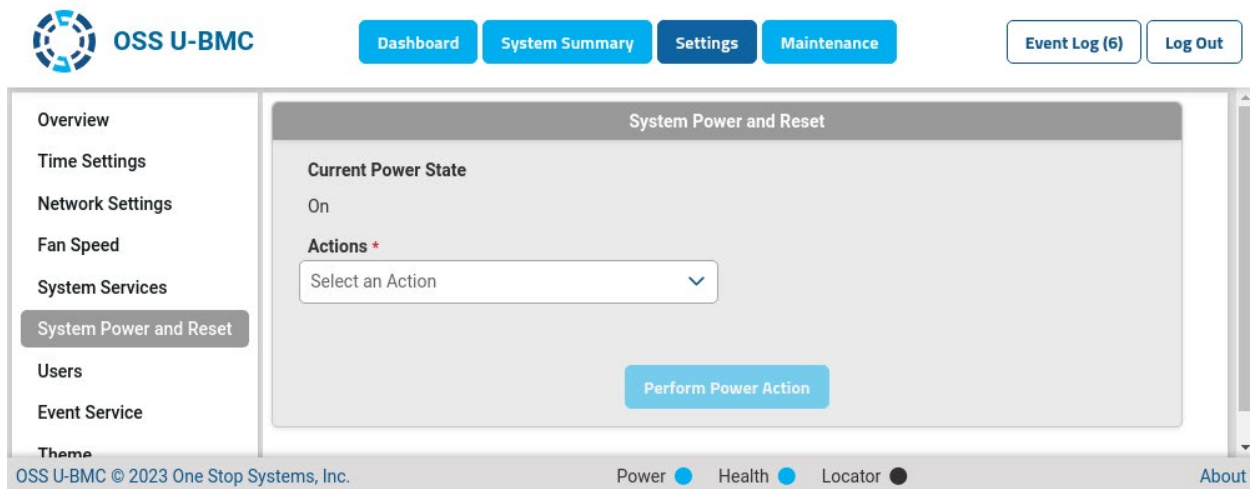 OSS U-BMC
Dashboard
System Summary
Settings
Maintenance
Event Log (6)
Log Out
Overview
Time Settings
Network Settings
Fan Speed
System Services
System Power and Reset
Users
Event Service
Theme
System Power and Reset
Current Power State
On
Actions *
Select an Action
Perform Power Action
OSS U-BMC © 2023 One Stop Systems, Inc.
Power
Health
Locator
About